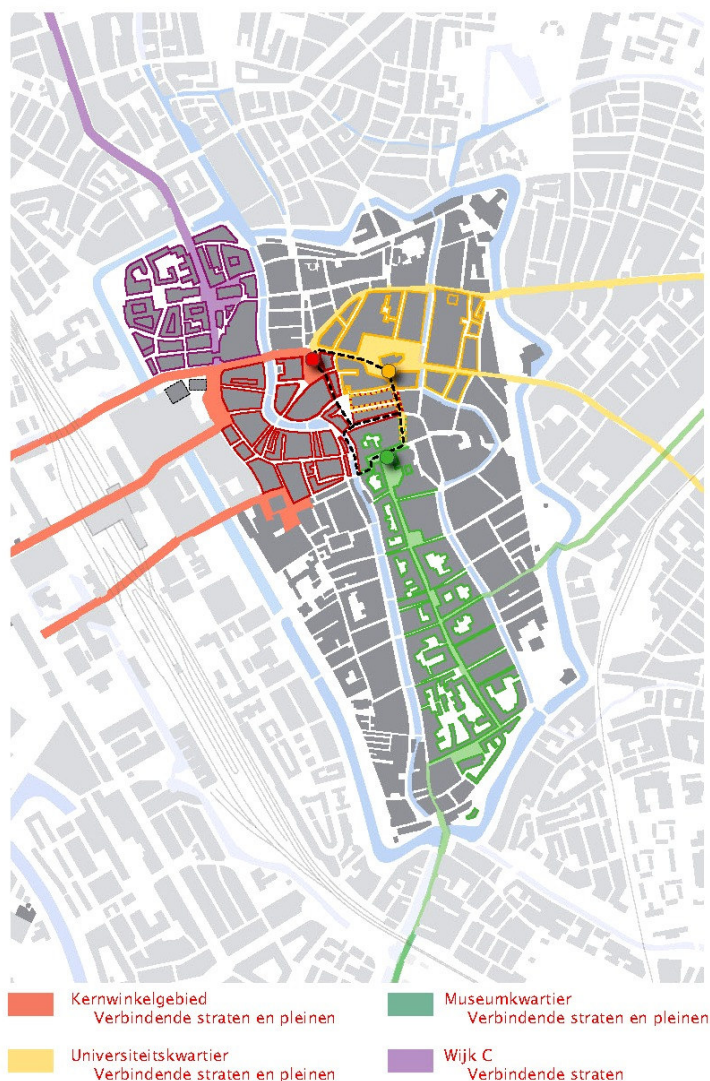 Kernwinkelgebied
Verbindende straten en pleinen
Universiteitskwartier
Verbindende straten en pleinen
Museumkwartier
Verbindende straten en pleinen
Wijk C
Verbindende straten